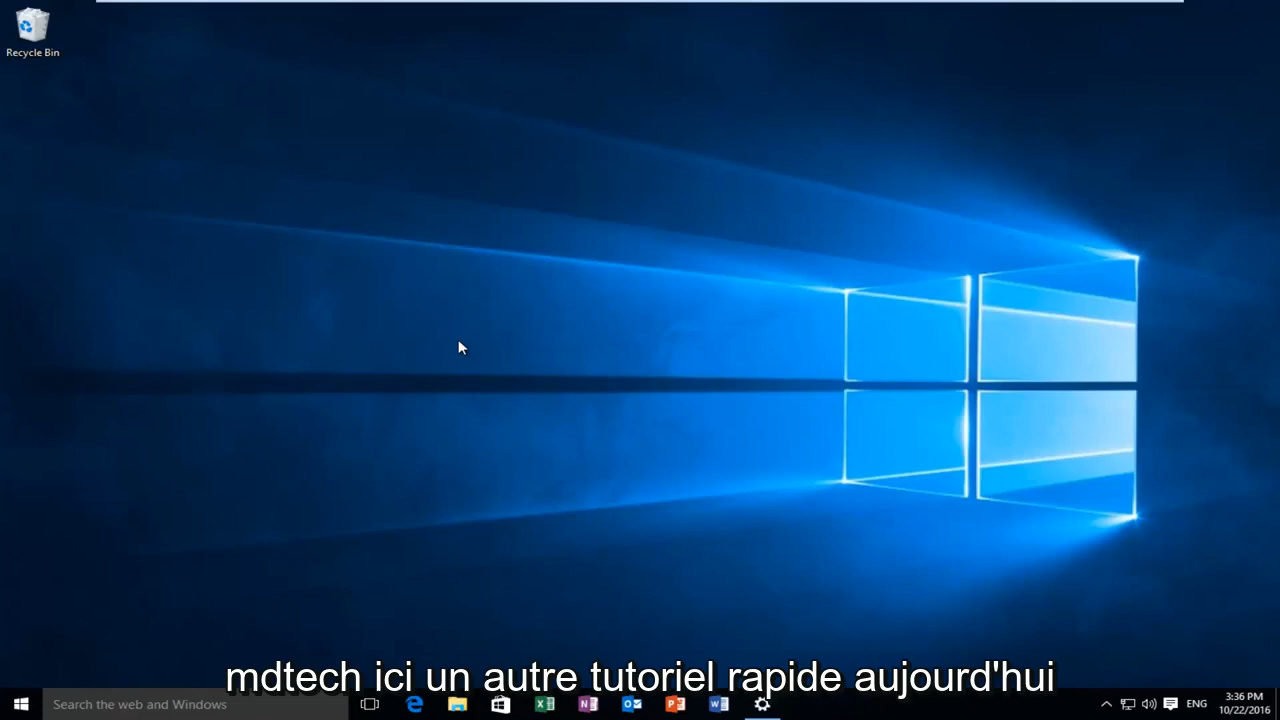 Recycle Bin
mdtech ici un autre tutoriel rapide aujourd'hui
Search the web and Windows
ENG
3:36 PM
10/22/2016